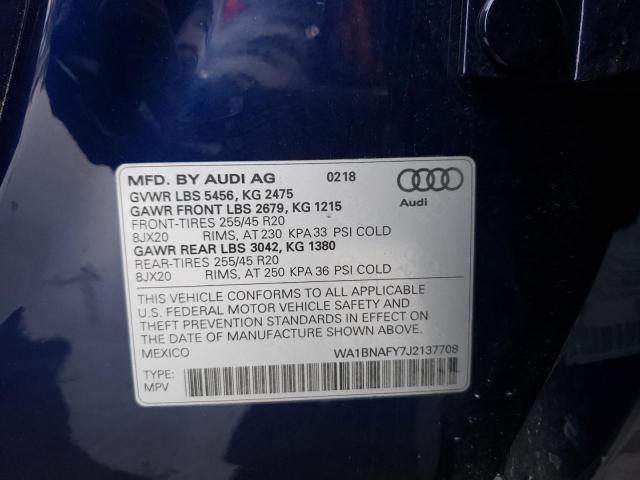 MFD. BY AUDI AG 0218
GVWR LBS 5456, KG 2475
GAWR FRONT LBS 2679, KG 1215
FRONT-TIRES 255/45 R20
8JX20 RIMS, AT 230 KPA 33 PSI COLD
GAWR REAR LBS 3042, KG 1380
REAR-TIRES 255/45 R20
8JX20 RIMS, AT 250 KPA 36 PSI COLD
Audi
THIS VEHICLE CONFORMS TO ALL APPLICABLE
U.S. FEDERAL MOTOR VEHICLE SAFETY AND
THEFT PREVENTION STANDARDS IN EFFECT ON
THE DATE OF MANUFACTURE SHOWN ABOVE.
MEXICO WA1BNAFY7J2137708
TYPE:
MPV